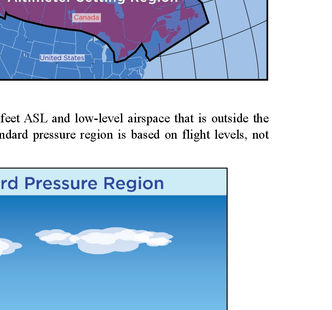 Altimeter Setting Region
Canada
United States
feet ASL and low-level airspace that is outside the
ndard pressure region is based on flight levels, not
rd Pressure Region